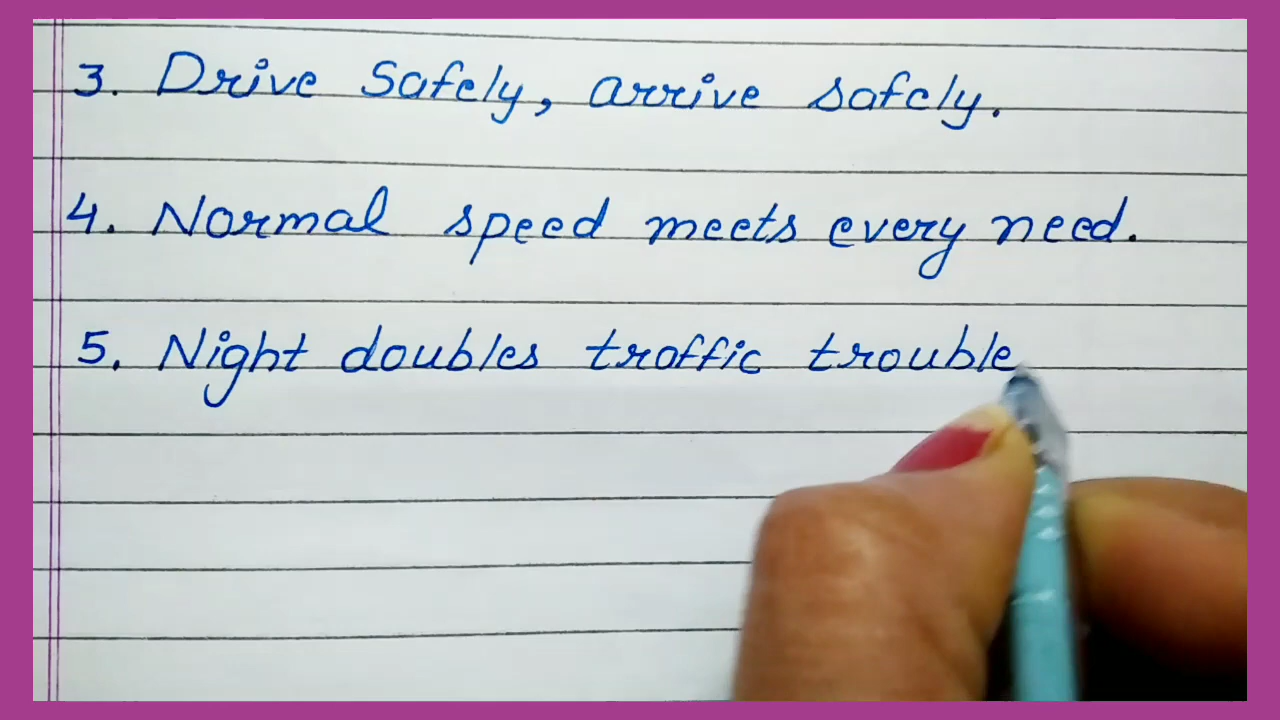 3. Drive Safely, arrive safely.
4. Normal speed meets every need.
5. Night doubles traffic trouble